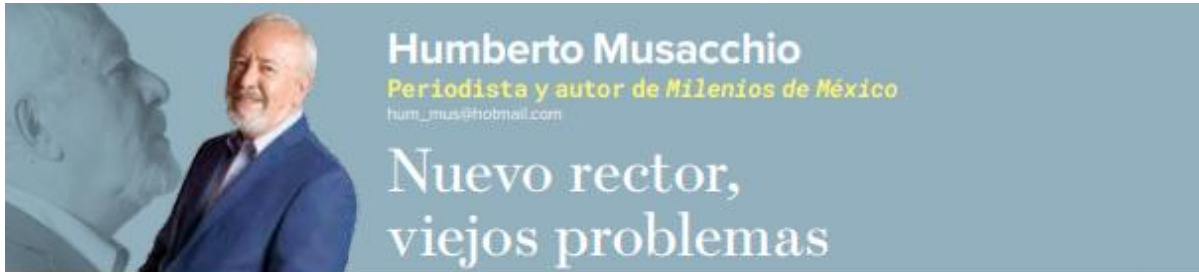 Humberto Musacchio
Periodista y autor de Milenios de México
hum_mus@hotmail.com
Nuevo rector,
viejos problemas